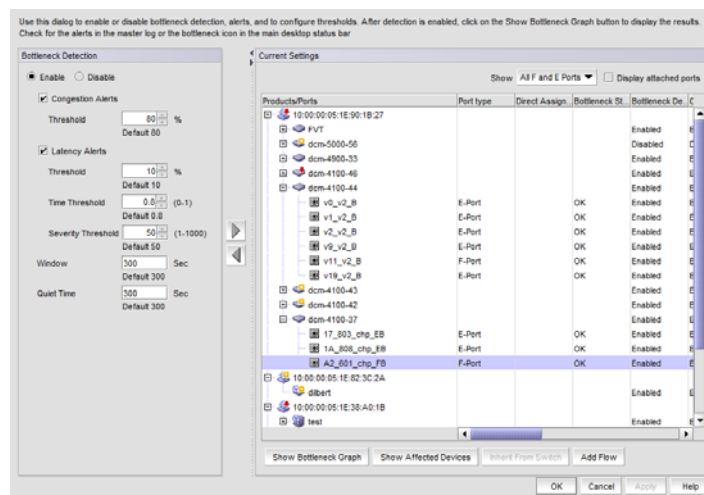 Use this dialog to enable or disable bottleneck detection, alerts, and to configure thresholds. After detection is enabled, click on the Show Bottleneck Graph button to display the results.
Check for the alerts in the master log or the bottleneck icon in the main desktop status bar
Bottleneck Detection
Enable Disable
Congestion Alerts
Threshold 80 %
Default 80
Latency Alerts
Threshold 10 %
Default 10
Time Threshold 0.8 (0-1)
Default 0.8
Severity Threshold 50 (1-1000)
Default 50
Window 300 Sec
Default 300
Quiet Time 300 Sec
Default 300
Current Settings
Show All F and E Ports Display attached ports
Products/Ports Port type Direct Assign... Bottleneck St... Bottleneck De... C
10:00:00:05:1E:90:1B:27
FVT Enabled E
dcm-5000-56 Disabled D
dcm-4900-33 Enabled E
dcm-4100-46 Enabled E
dcm-4100-44 Enabled E
v0_v2_B E-Port OK Enabled E
v1_v2_B E-Port OK Enabled E
v2_v2_B E-Port OK Enabled E
v9_v2_B E-Port OK Enabled E
v11_v2_B F-Port OK Enabled E
v19_v2_B E-Port OK Enabled E
dcm-4100-43 Enabled E
dcm-4100-42 Enabled E
dcm-4100-37 Enabled E
17_803_chp_EB E-Port OK Enabled E
1A_808_chp_EB E-Port OK Enabled E
A2_601_chp_FB F-Port OK Enabled E
10:00:00:05:1E:82:3C:2A
dilbert Enabled E
10:00:00:05:1E:38:A0:1B
test Enabled E
Show Bottleneck Graph Show Affected Devices Inherit From Switch Add Flow
OK Cancel Apply Help